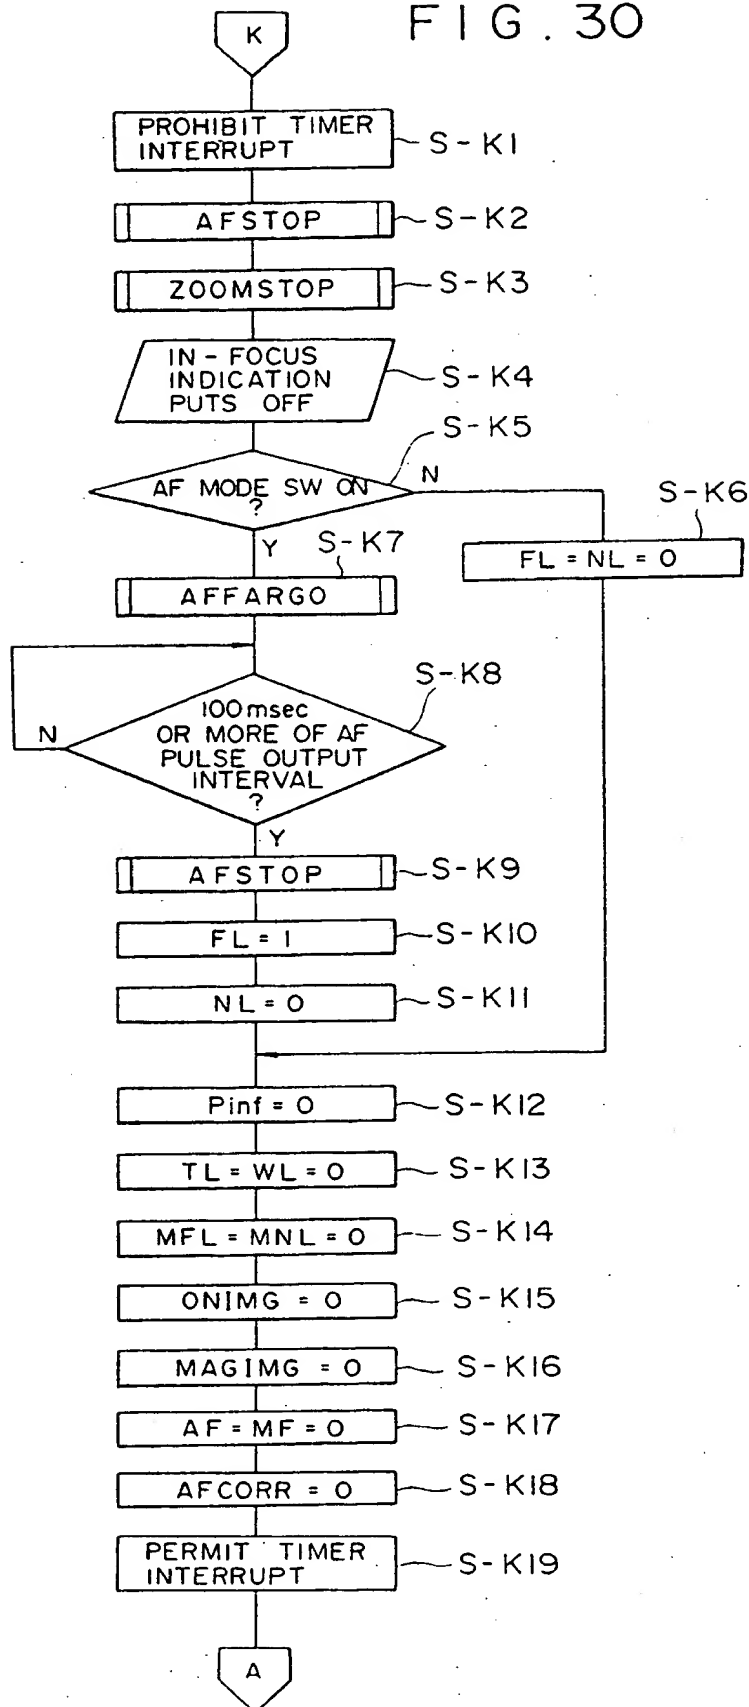 FIG. 30
K
PROHIBIT TIMER
INTERRUPT
S-K1
AFSTOP
S-K2
ZOOMSTOP
S-K3
IN-FOCUS
INDICATION
PUTS OFF
S-K4
S-K5
AF MODE SW ON
?
N
Y
S-K6
FL = NL = 0
S-K7
AFFARGO
S-K8
100msec
OR MORE OF AF
PULSE OUTPUT
INTERVAL
?
N
Y
AFSTOP
S-K9
FL = 1
S-K10
NL = 0
S-K11
Pinf = 0
S-K12
TL = WL = 0
S-K13
MFL = MNL = 0
S-K14
ONIMG = 0
S-K15
MAGIMG = 0
S-K16
AF = MF = 0
S-K17
AFCORR = 0
S-K18
PERMIT TIMER
INTERRUPT
S-K19
A